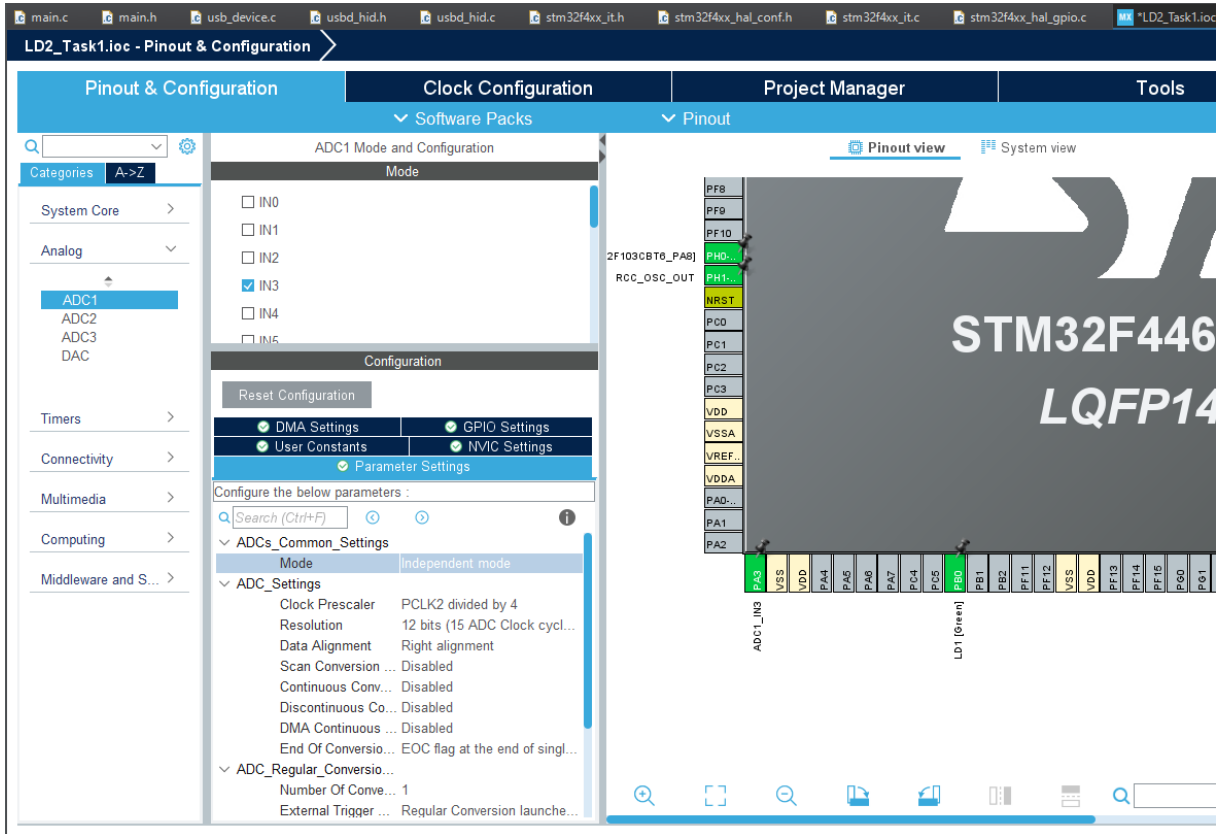 main.c main.h usb_device.c usbd_hid.h usbd_hid.c stm32f4xx_it.h stm32f4xx_hal_conf.h stm32f4xx_it.c stm32f4xx_hal_gpio.c MX *LD2_Task1.ioc
LD2_Task1.ioc - Pinout & Configuration
Pinout & Configuration Clock Configuration Project Manager Tools
Software Packs Pinout
ADC1 Mode and Configuration
Pinout view System view
Categories A->Z
Mode
System Core
Analog
ADC1
ADC2
ADC3
DAC
Timers
Connectivity
Multimedia
Computing
Middleware and S...
IN0
IN1
IN2
IN3
IN4
IN5
Configuration
Reset Configuration
DMA Settings GPIO Settings
User Constants NVIC Settings
Parameter Settings
Configure the below parameters :
Search (Ctrl+F)
ADCs_Common_Settings
Mode Independent mode
ADC_Settings
Clock Prescaler PCLK2 divided by 4
Resolution 12 bits (15 ADC Clock cycl...
Data Alignment Right alignment
Scan Conversion ... Disabled
Continuous Conv... Disabled
Discontinuous Co... Disabled
DMA Continuous ... Disabled
End Of Conversio... EOC flag at the end of singl...
ADC_Regular_Conversio...
Number Of Conve... 1
External Trigger ... Regular Conversion launche...
PF8
PF9
PF10
2F103CBT6_PA8] PH0-..
RCC_OSC_OUT PH1-..
NRST
PC0
PC1
PC2
PC3
VDD
VSSA
VREF..
VDDA
PA0-..
PA1
PA2
STM32F446
LQFP14
PA3 VSS VDD PA4 PA5 PA6 PA7 PC4 PC5 PB0 PB1 PB2 PF11 PF12 VSS VDD PF13 PF14 PF15 PG0 PG1
ADC1_IN3
LD1 [Green]